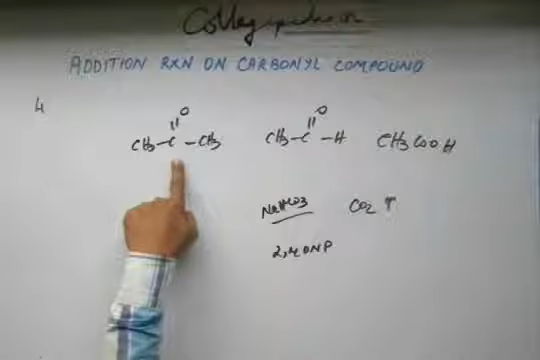 ADDITION RXN ON CARBONYL COMPOUND
4
O O
CH3-C-CH3 CH3-C-H CH3COOH
NaHCO3 CO2 ↑
2,4 DNP